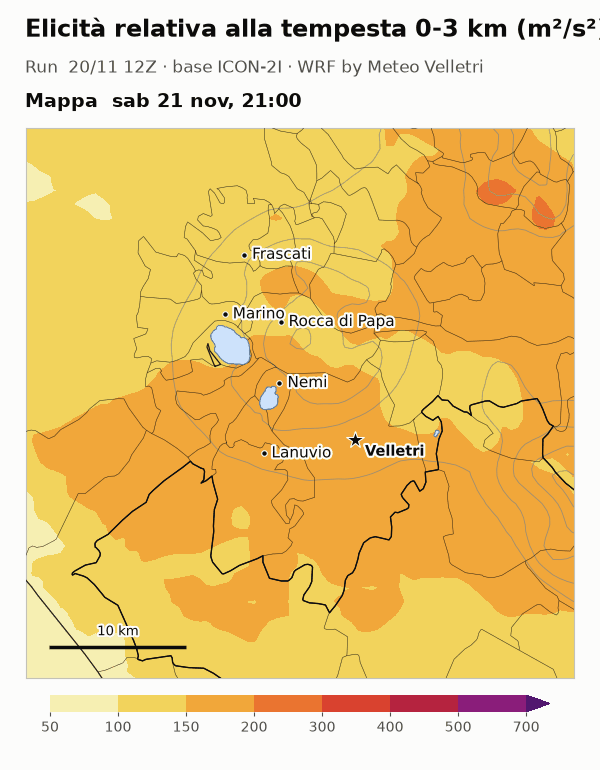 Elicità relativa alla tempesta 0-3 km (m²/s²)
Run  20/11 12Z · base ICON-2I · WRF by Meteo Velletri
Mappa  sab 21 nov, 21:00
Frascati
Marino
Rocca di Papa
Nemi
Velletri
Lanuvio
10 km
50 100 150 200 300 400 500 700